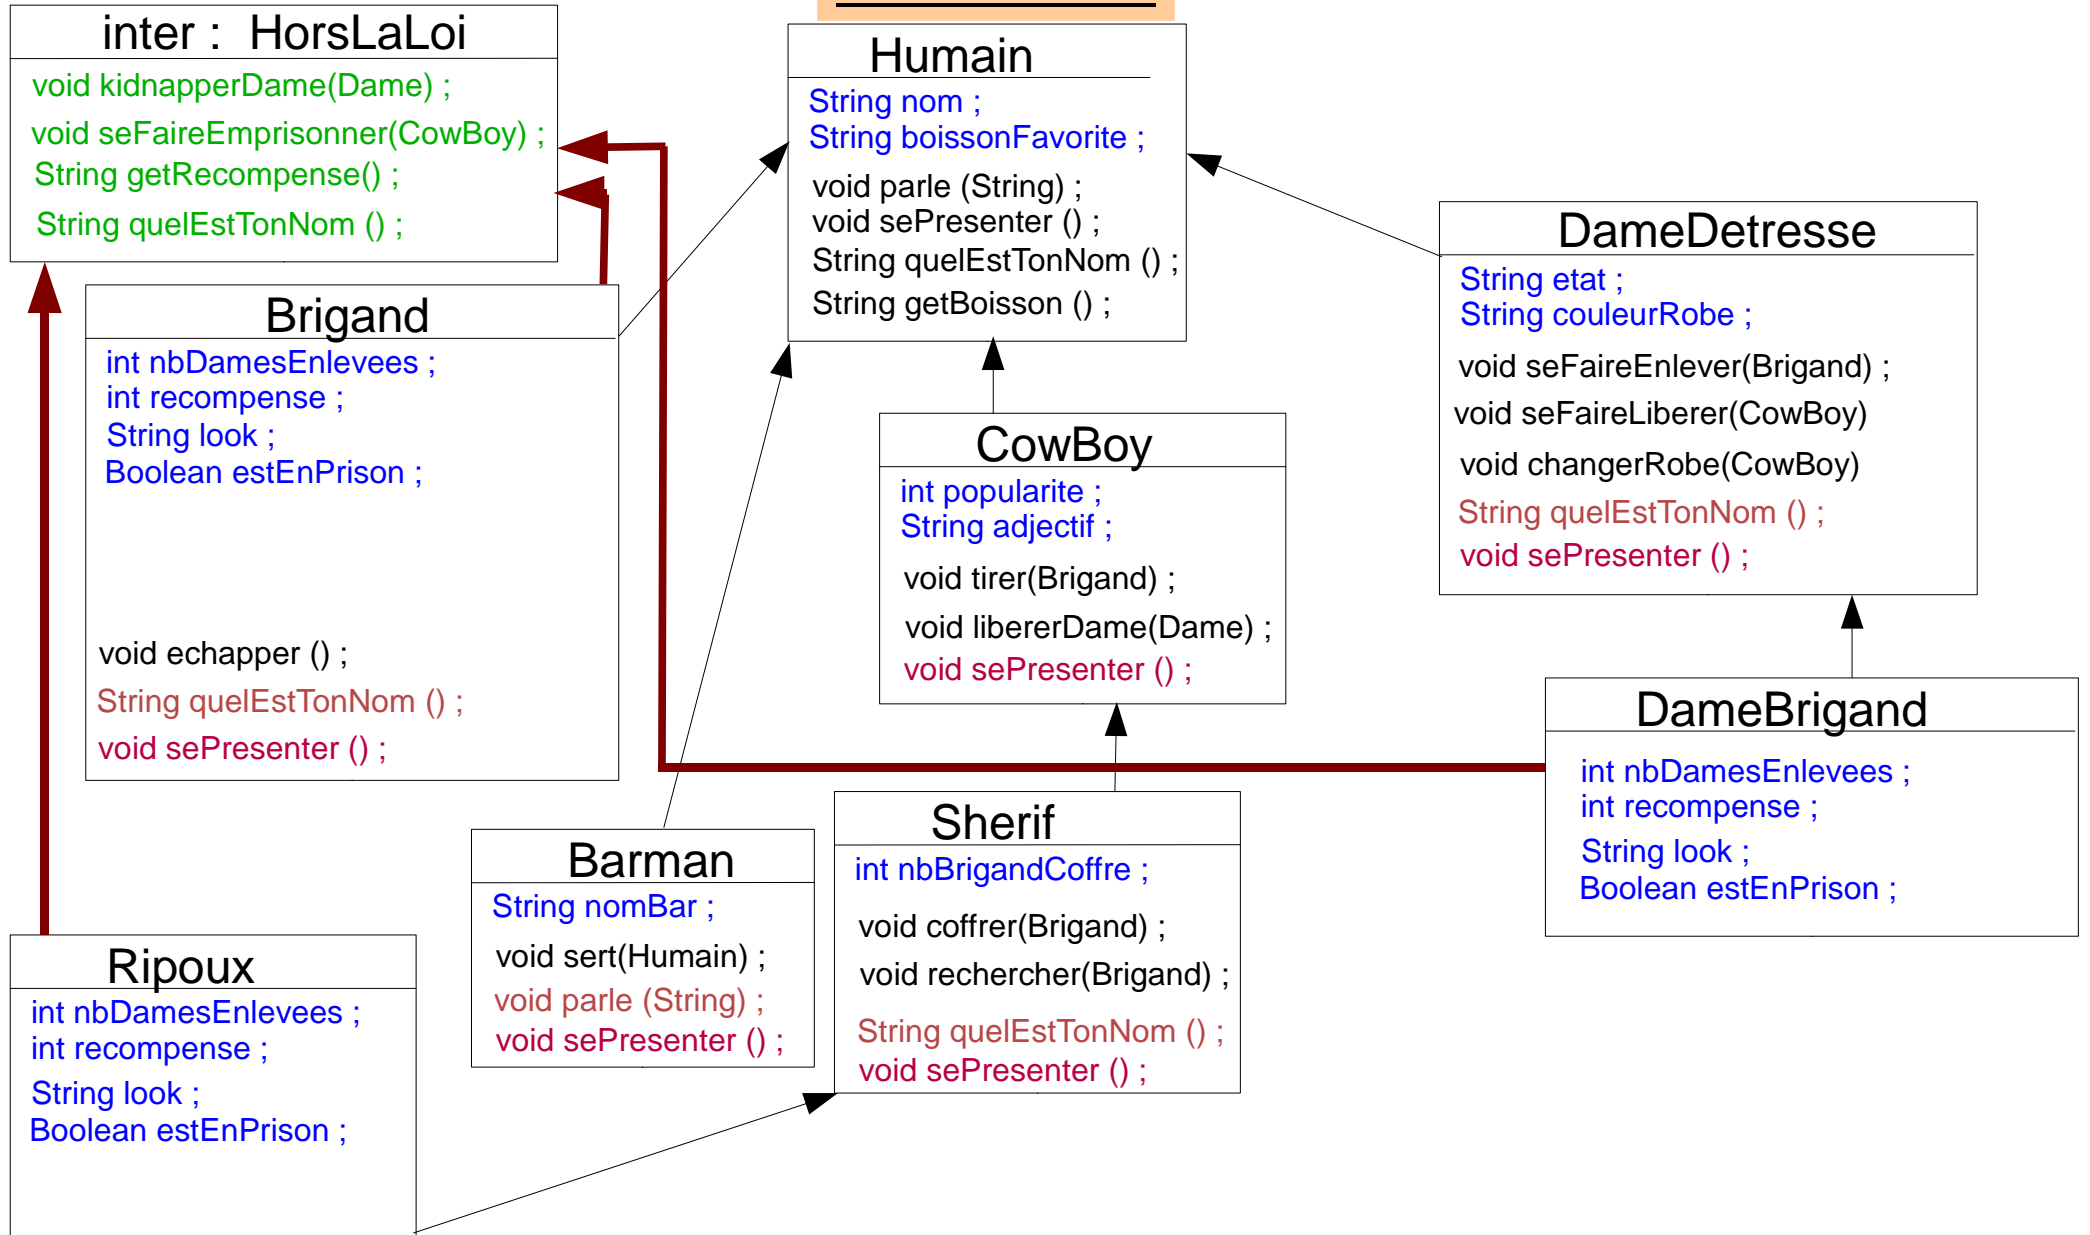 inter : HorsLaLoi
void kidnapperDame(Dame) ;
void seFaireEmprisonner(CowBoy) ;
String getRecompense() ;
String quelEstTonNom () ;
Humain
String nom ;
String boissonFavorite ;
void parle (String) ;
void sePresenter () ;
String quelEstTonNom () ;
String getBoisson () ;
DameDetresse
String etat ;
String couleurRobe ;
void seFaireEnlever(Brigand) ;
void seFaireLiberer(CowBoy)
void changerRobe(CowBoy)
String quelEstTonNom () ;
void sePresenter () ;
Brigand
int nbDamesEnlevees ;
int recompense ;
String look ;
Boolean estEnPrison ;
void echapper () ;
String quelEstTonNom () ;
void sePresenter () ;
CowBoy
int popularite ;
String adjectif ;
void tirer(Brigand) ;
void libererDame(Dame) ;
void sePresenter () ;
DameBrigand
int nbDamesEnlevees ;
int recompense ;
String look ;
Boolean estEnPrison ;
Barman
String nomBar ;
void sert(Humain) ;
void parle (String) ;
void sePresenter () ;
Sherif
int nbBrigandCoffre ;
void coffrer(Brigand) ;
void rechercher(Brigand) ;
String quelEstTonNom () ;
void sePresenter () ;
Ripoux
int nbDamesEnlevees ;
int recompense ;
String look ;
Boolean estEnPrison ;